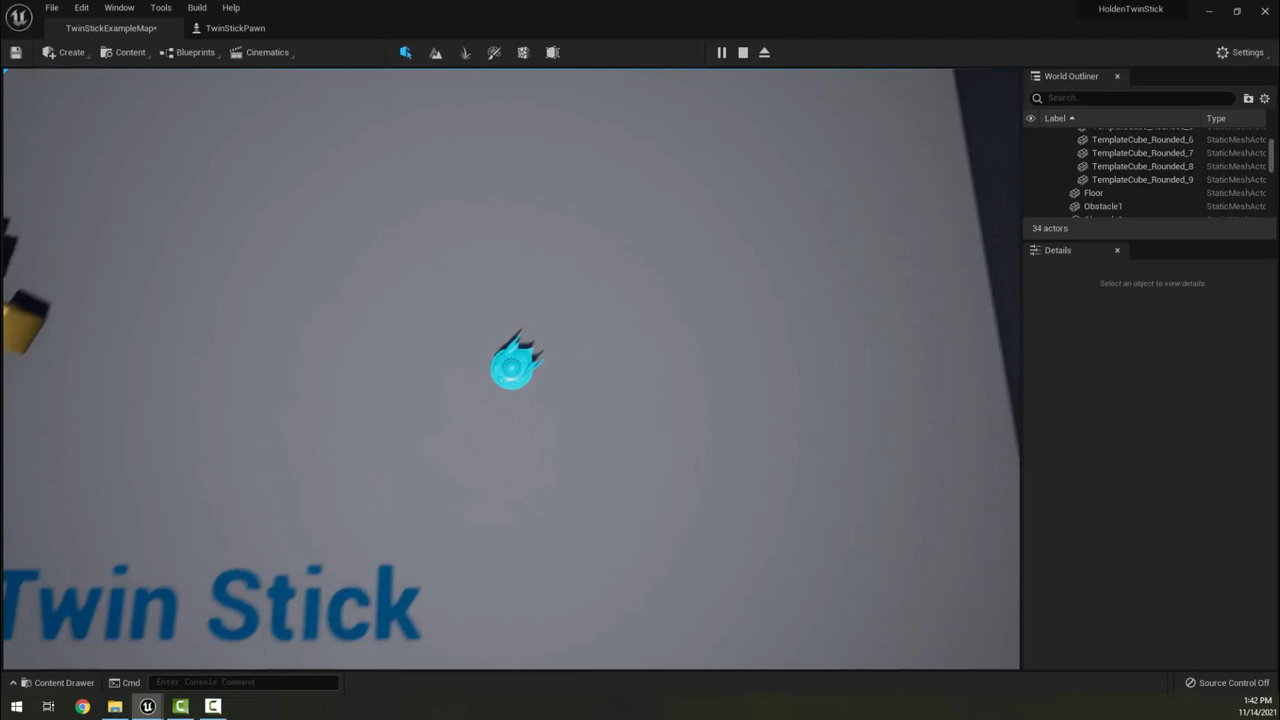 File Edit Window Tools Build Help
HoldenTwinStick
TwinStickExampleMap*
TwinStickPawn
Create
Content
Blueprints
Cinematics
Settings
World Outliner
Search...
Label
Type
TemplateCube_Rounded_6 StaticMeshActo
TemplateCube_Rounded_7 StaticMeshActo
TemplateCube_Rounded_8 StaticMeshActo
TemplateCube_Rounded_9 StaticMeshActo
Floor StaticMeshActo
Obstacle1 StaticMeshActo
34 actors
Details
Select an object to view details
Twin Stick
Content Drawer
Cmd
Enter Console Command
Source Control Off
1:42 PM
11/14/2021